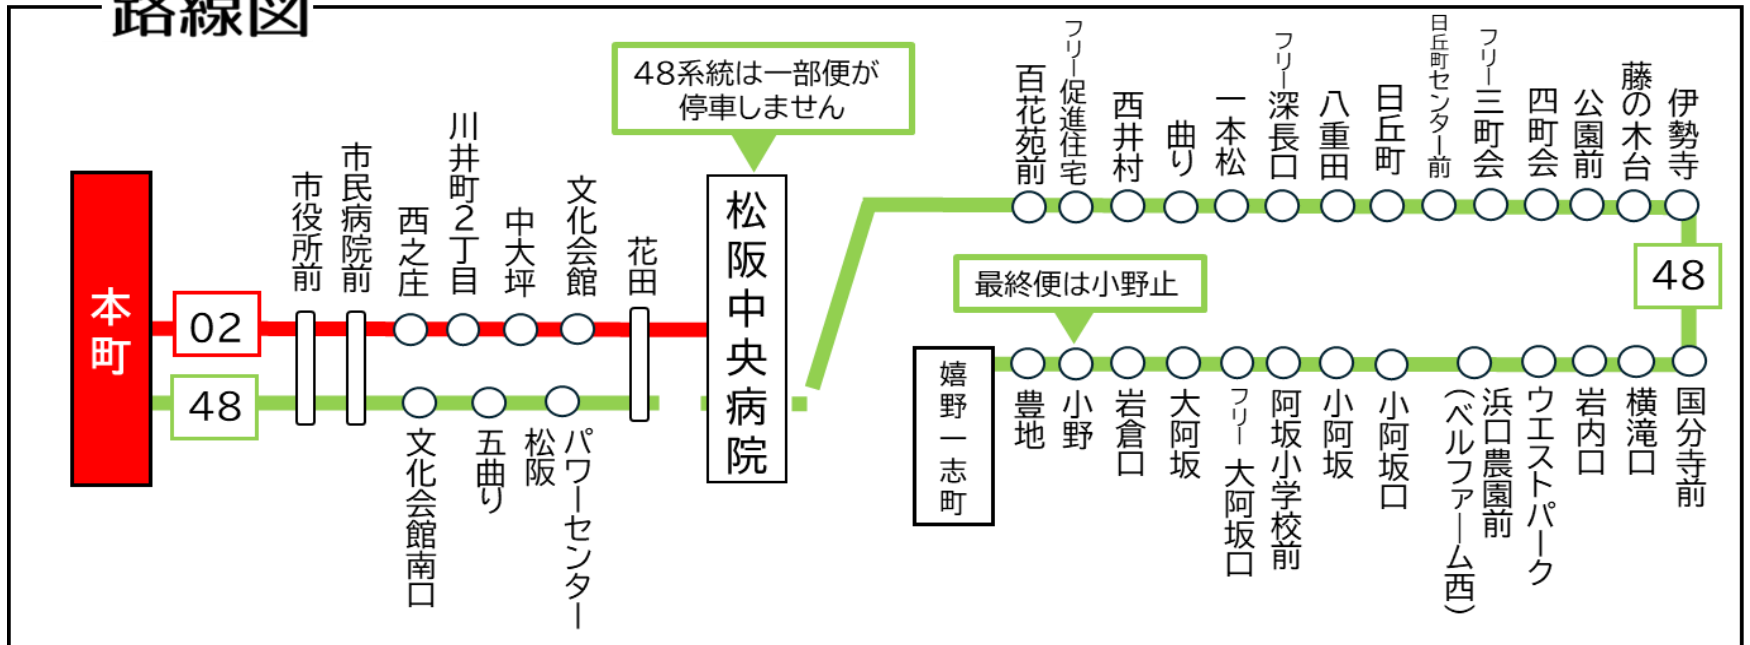 路線図
48系統は一部便が
停車しません
本町
02
48
市役所前
市民病院前
西之庄
川井町2丁目
中大坪
文化会館
花田
文化会館南口
五曲り
松阪
パワーセンター
松阪中央病院
百花苑前
フリー促進住宅
西井村
曲り
一本松
フリー深長口
八重田
日丘町
日丘町センター前
フリー三町会
四町会
公園前
藤の木台
伊勢寺
48
最終便は小野止
嬉野一志町
豊地
小野
岩倉口
大阿坂
フリー 大阿坂口
阿坂小学校前
小阿坂
小阿坂口
浜口農園前
(ベルファーム西)
ウエストパーク
岩内口
横滝口
国分寺前